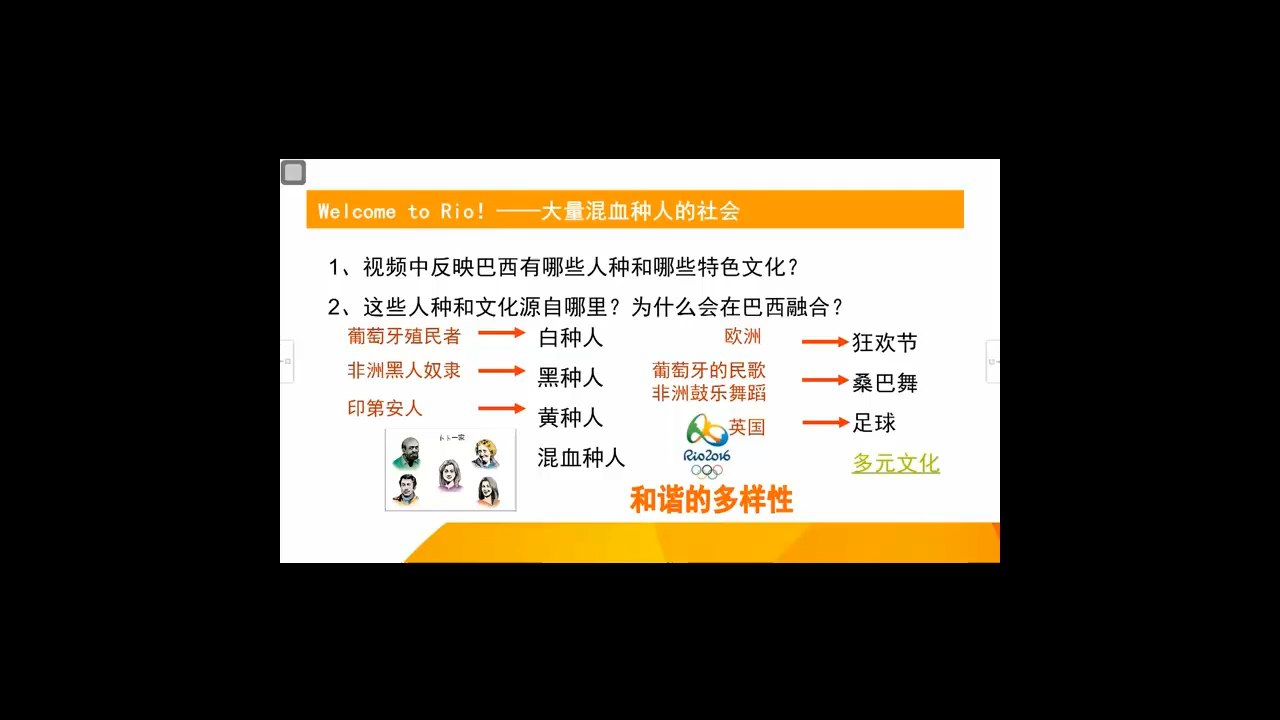 Welcome to Rio! ——大量混血种人的社会
1、视频中反映巴西有哪些人种和哪些特色文化？
2、这些人种和文化源自哪里？为什么会在巴西融合？
葡萄牙殖民者
白种人
非洲黑人奴隶
黑种人
印第安人
黄种人
混血种人
卜卜一家
欧洲
狂欢节
葡萄牙的民歌
非洲鼓乐舞蹈
桑巴舞
英国
足球
Rio2016
多元文化
和谐的多样性